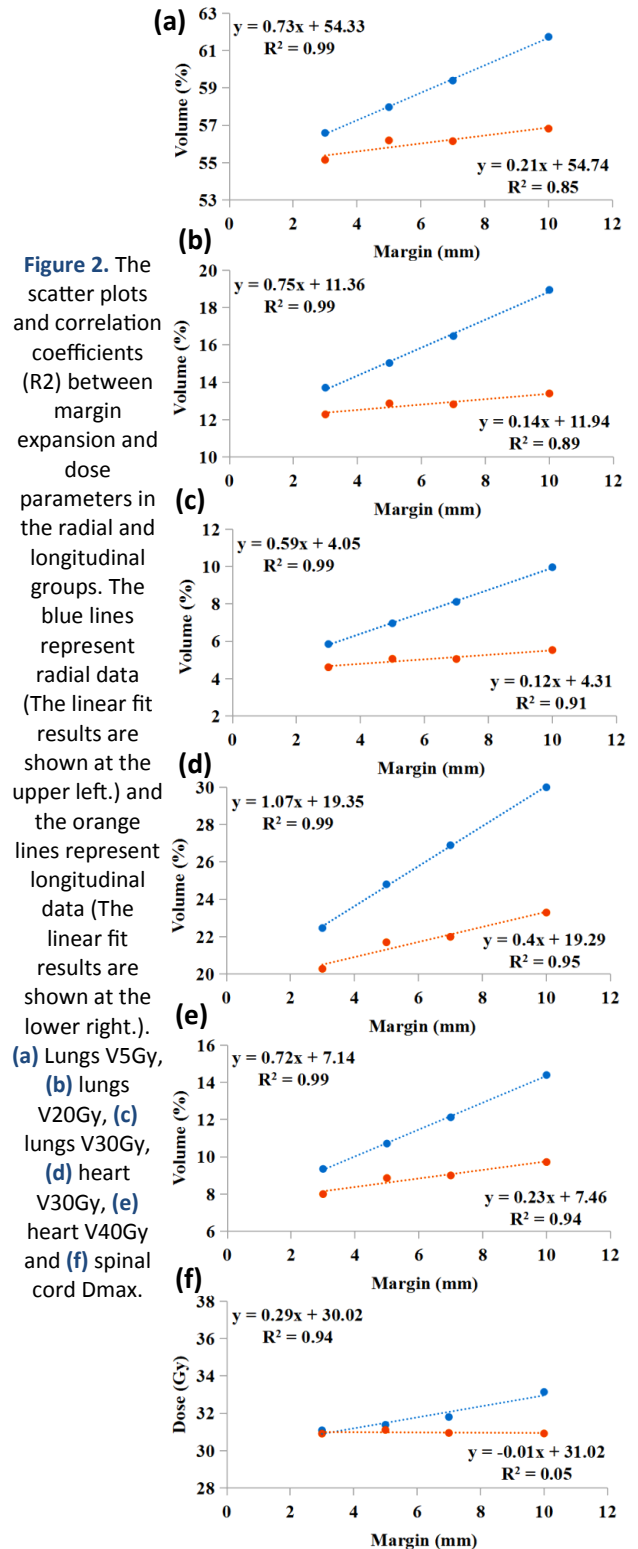 Figure 2. The
scatter plots
and correlation
coefficients
(R2) between
margin
expansion and
dose
parameters in
the radial and
longitudinal
groups. The
blue lines
represent
radial data
(The linear fit
results are
shown at the
upper left.) and
the orange
lines represent
longitudinal
data (The
linear fit
results are
shown at the
lower right.).
(a) Lungs V5Gy,
(b) lungs
V20Gy, (c)
lungs V30Gy,
(d) heart
V30Gy, (e)
heart V40Gy
and (f) spinal
cord Dmax.
(a)
y = 0.73x + 54.33
R² = 0.99
Volume (%)
63
61
59
57
55
53
y = 0.21x + 54.74
R² = 0.85
0 2 4 6 8 10 12
Margin (mm)
(b)
y = 0.75x + 11.36
R² = 0.99
Volume (%)
20
18
16
14
12
10
y = 0.14x + 11.94
R² = 0.89
0 2 4 6 8 10 12
Margin (mm)
(c)
y = 0.59x + 4.05
R² = 0.99
Volume (%)
12
10
8
6
4
2
y = 0.12x + 4.31
R² = 0.91
0 2 4 6 8 10 12
Margin (mm)
(d)
y = 1.07x + 19.35
R² = 0.99
Volume (%)
30
28
26
24
22
20
y = 0.4x + 19.29
R² = 0.95
0 2 4 6 8 10 12
Margin (mm)
(e)
y = 0.72x + 7.14
R² = 0.99
Volume (%)
16
14
12
10
8
6
y = 0.23x + 7.46
R² = 0.94
0 2 4 6 8 10 12
Margin (mm)
(f)
y = 0.29x + 30.02
R² = 0.94
Dose (Gy)
38
36
34
32
30
28
y = -0.01x + 31.02
R² = 0.05
0 2 4 6 8 10 12
Margin (mm)